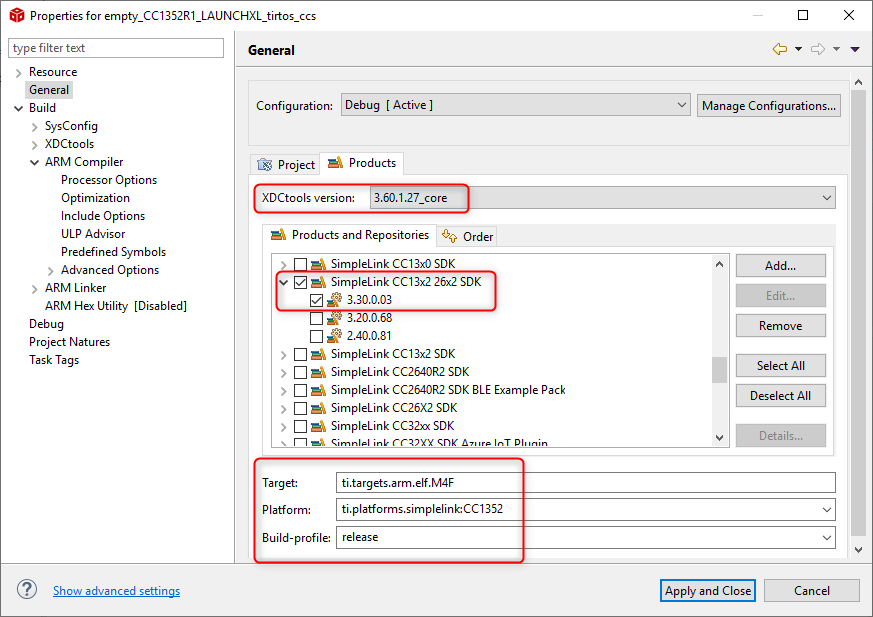 Properties for empty_CC1352R1_LAUNCHXL_tirtos_ccs
type filter text
Resource
General
Build
SysConfig
XDCtools
ARM Compiler
Processor Options
Optimization
Include Options
ULP Advisor
Predefined Symbols
Advanced Options
ARM Linker
ARM Hex Utility [Disabled]
Debug
Project Natures
Task Tags
General
Configuration: Debug [ Active ] Manage Configurations...
Project Products
XDCtools version: 3.60.1.27_core
Products and Repositories Order
SimpleLink CC13x0 SDK
SimpleLink CC13x2 26x2 SDK
3.30.0.03
3.20.0.68
2.40.0.81
SimpleLink CC13x2 SDK
SimpleLink CC2640R2 SDK
SimpleLink CC2640R2 SDK BLE Example Pack
SimpleLink CC26X2 SDK
SimpleLink CC32xx SDK
SimpleLink CC32XX SDK Azure IoT Plugin
Add...
Edit...
Remove
Select All
Deselect All
Details...
Target: ti.targets.arm.elf.M4F
Platform: ti.platforms.simplelink:CC1352
Build-profile: release
? Show advanced settings
Apply and Close Cancel